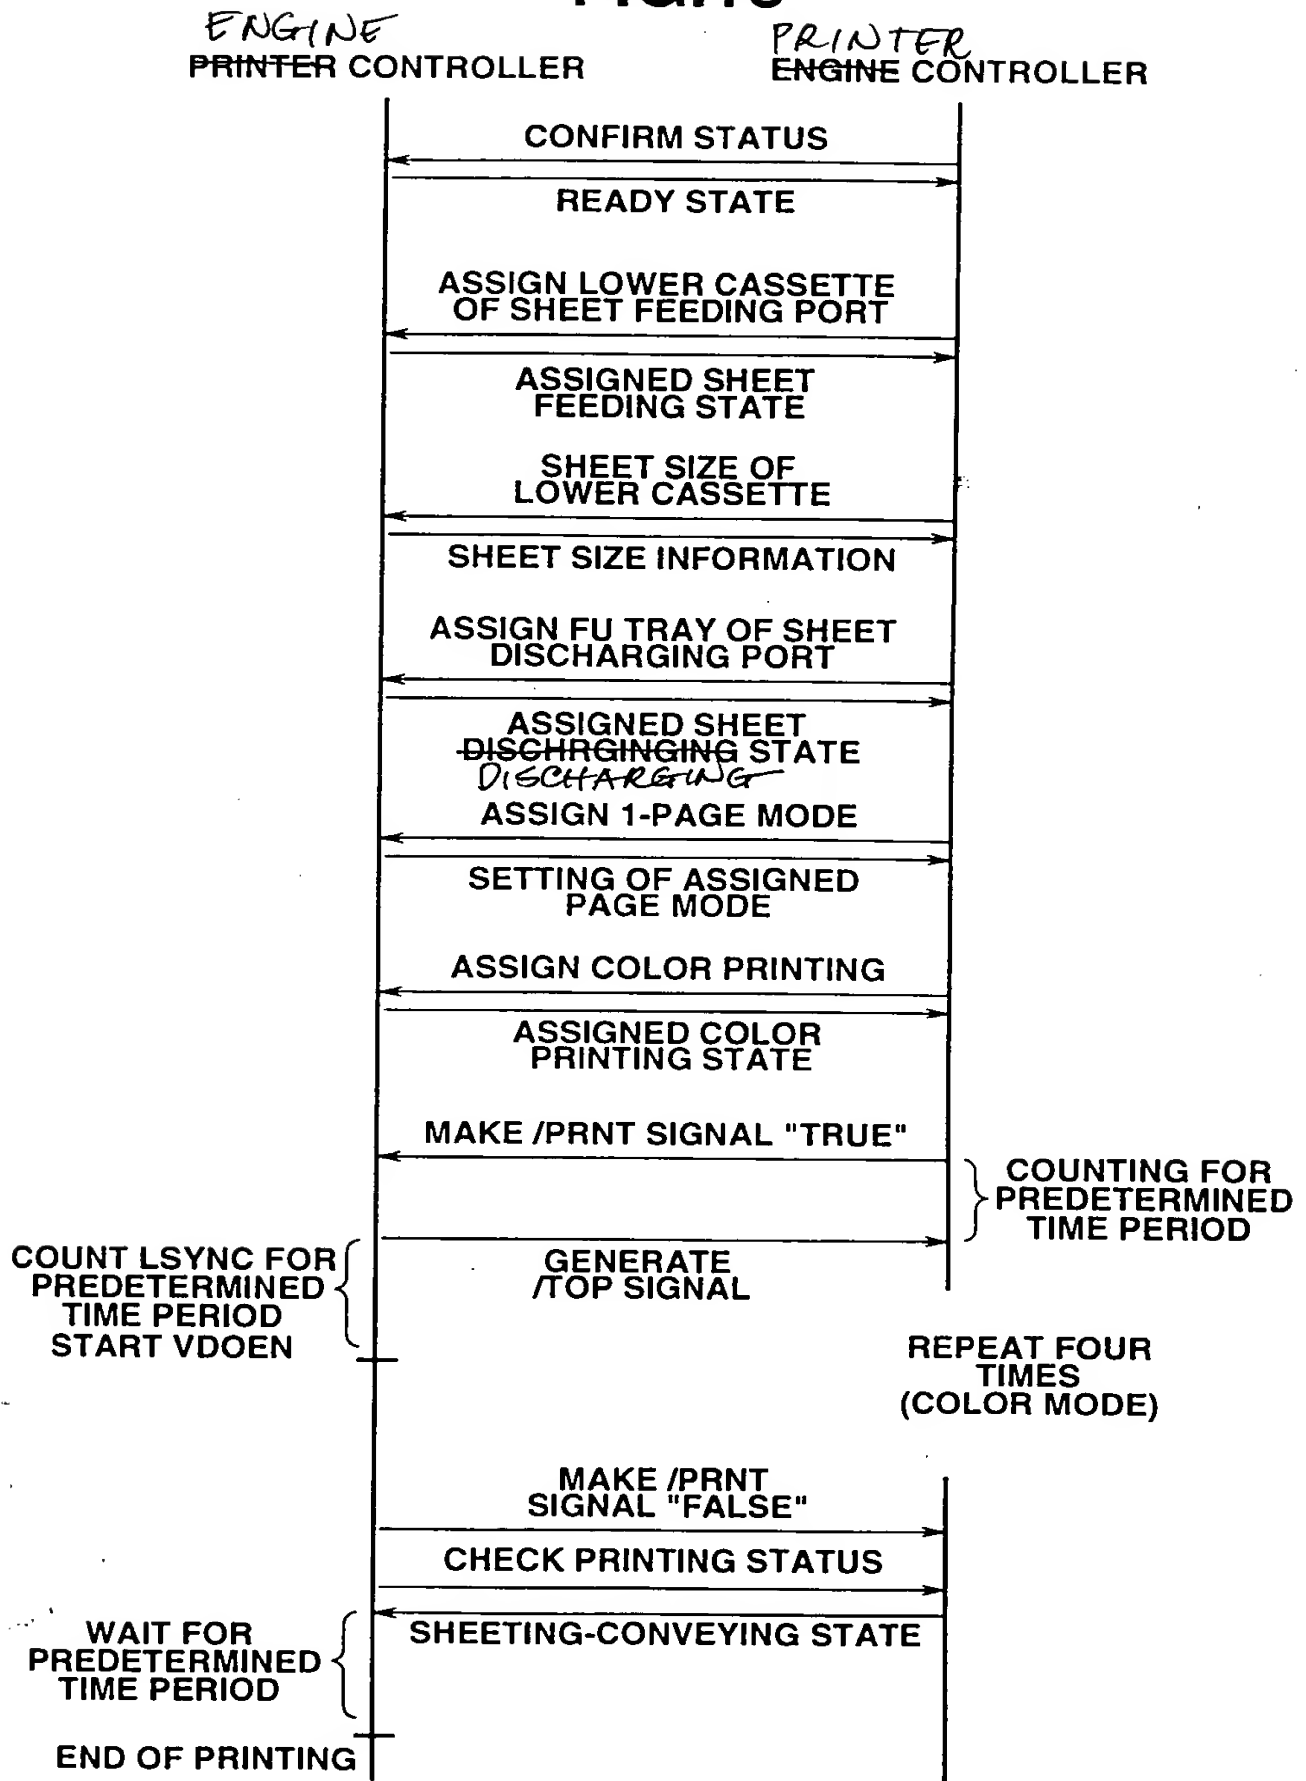 ENGINE
PRINTER
PRINTER CONTROLLER
ENGINE CONTROLLER
CONFIRM STATUS
READY STATE
ASSIGN LOWER CASSETTE
OF SHEET FEEDING PORT
ASSIGNED SHEET
FEEDING STATE
SHEET SIZE OF
LOWER CASSETTE
SHEET SIZE INFORMATION
ASSIGN FU TRAY OF SHEET
DISCHARGING PORT
ASSIGNED SHEET
DISCHRGINGING STATE
DISCHARGING
ASSIGN 1-PAGE MODE
SETTING OF ASSIGNED
PAGE MODE
ASSIGN COLOR PRINTING
ASSIGNED COLOR
PRINTING STATE
MAKE /PRNT SIGNAL "TRUE"
COUNTING FOR
PREDETERMINED
TIME PERIOD
COUNT LSYNC FOR
PREDETERMINED
TIME PERIOD
START VDOEN
GENERATE
/TOP SIGNAL
REPEAT FOUR
TIMES
(COLOR MODE)
MAKE /PRNT
SIGNAL "FALSE"
CHECK PRINTING STATUS
SHEETING-CONVEYING STATE
WAIT FOR
PREDETERMINED
TIME PERIOD
END OF PRINTING